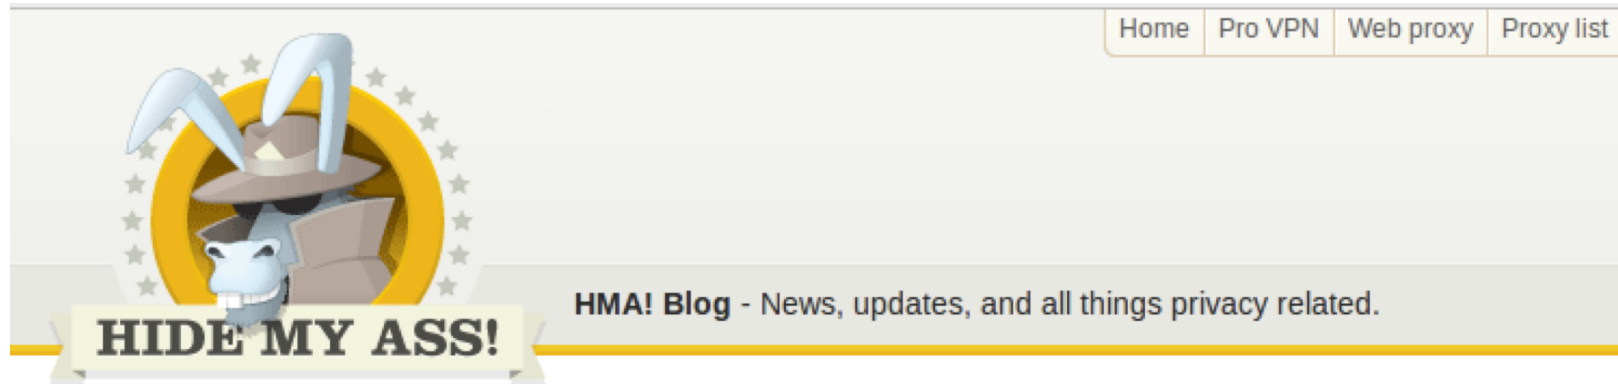 Home Pro VPN Web proxy Proxy list
HMA! Blog - News, updates, and all things privacy related.
HIDE MY ASS!